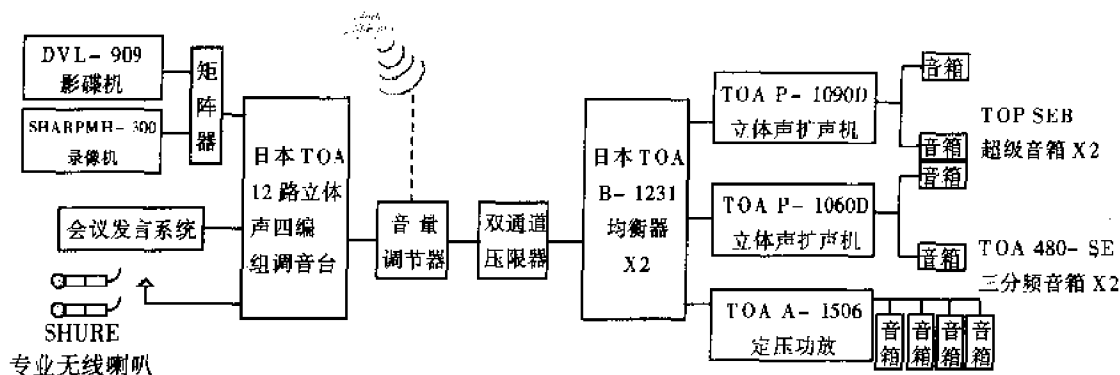 DVL-909
影碟机
SHARPMH-300
录像机
矩
阵
器
会议发言系统
SHURE
专业无线喇叭
日本TOA
12路立体
声四编
组调音台
音量
调节器
双通道
压限器
日本TOA
B-1231
均衡器
X2
TOA P-1090D
立体声扩声机
TOA P-1060D
立体声扩声机
TOA A-1506
定压功放
音箱
音箱
TOP SEB
超级音箱X2
音箱
音箱
TOA 480-SE
三分频音箱X2
音箱
音箱
音箱
音箱